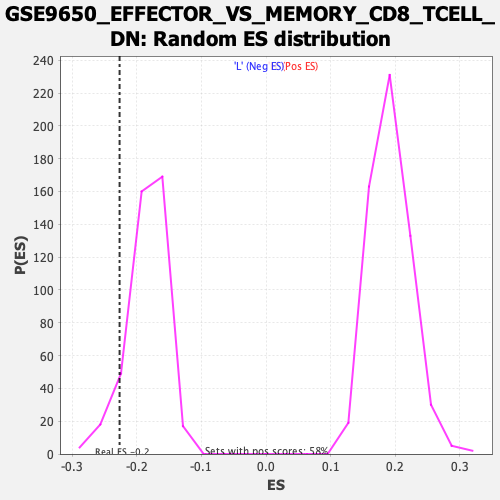 GSE9650_EFFECTOR_VS_MEMORY_CD8_TCELL_
DN: Random ES distribution
'L' (Neg ES) (Pos ES)
240
220
200
180
160
140
120
100
80
60
40
20
0
P(ES)
Real ES -0.2
Sets with pos scores: 58%
-0.3 -0.2 -0.1 0.0 0.1 0.2 0.3
ES